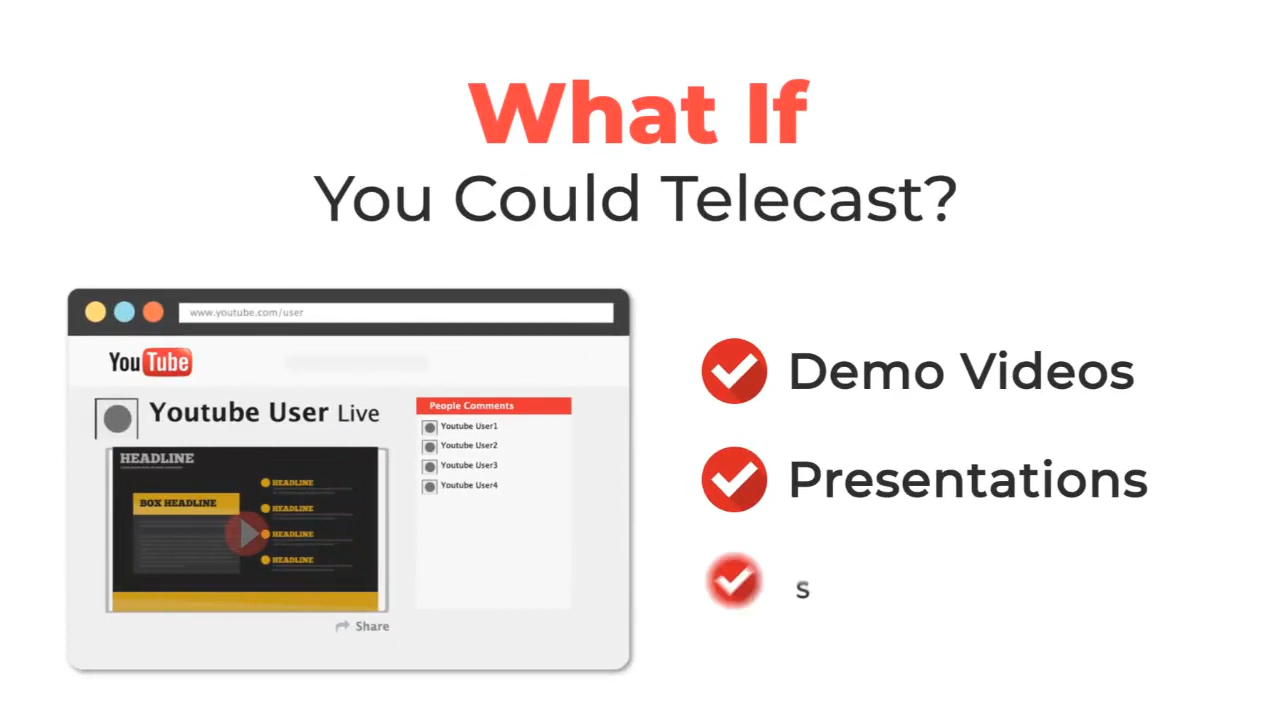 What If
You Could Telecast?
www.youtube.com/user
YouTube
Youtube User Live
People Comments
Youtube User1
Youtube User2
Youtube User3
Youtube User4
HEADLINE
BOX HEADLINE
HEADLINE
HEADLINE
HEADLINE
HEADLINE
Share
Demo Videos
Presentations
s